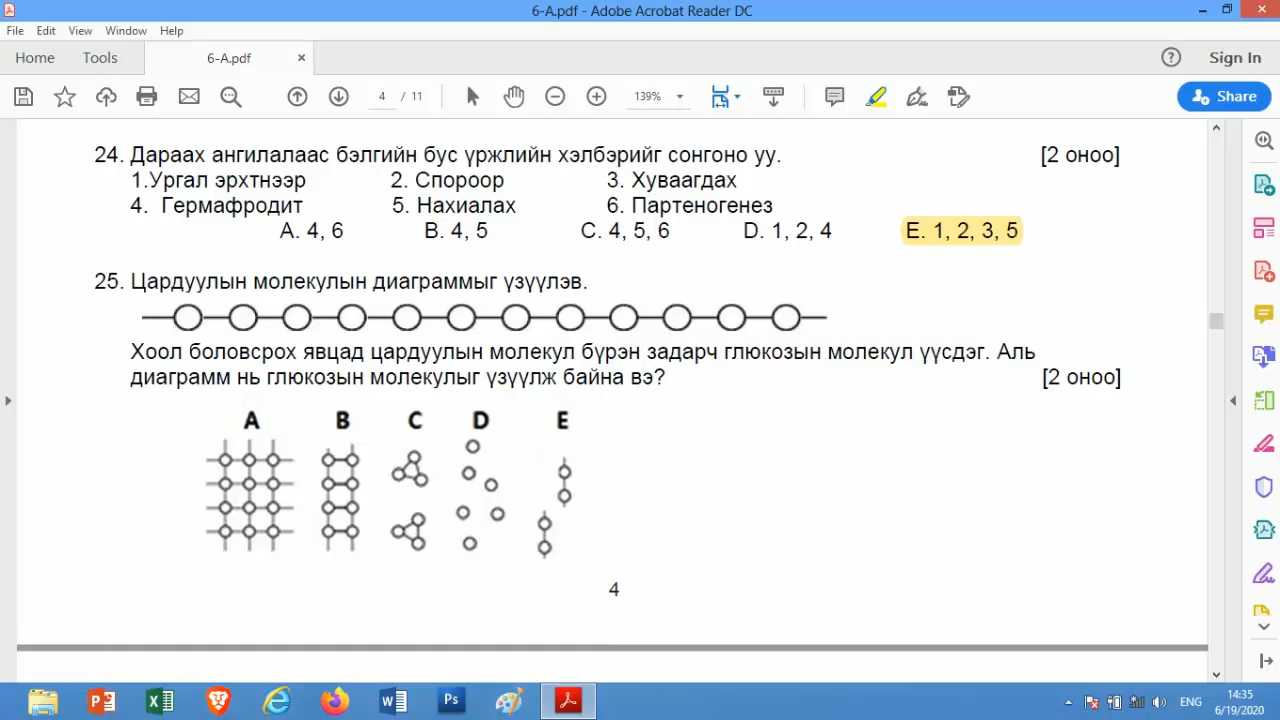 6-A.pdf - Adobe Acrobat Reader DC
File Edit View Window Help
Home Tools 6-A.pdf × Sign In
4 / 11 139% Share
24. Дараах ангилалаас бэлгийн бус үржлийн хэлбэрийг сонгоно уу. [2 оноо]
1.Ургал эрхтнээр 2. Спороор 3. Хуваагдах
4. Гермафродит 5. Нахиалах 6. Партеногенез
A. 4, 6 B. 4, 5 C. 4, 5, 6 D. 1, 2, 4 E. 1, 2, 3, 5
25. Цардуулын молекулын диаграммыг үзүүлэв.
Хоол боловсрох явцад цардуулын молекул бүрэн задарч глюкозын молекул үүсдэг. Аль
диаграмм нь глюкозын молекулыг үзүүлж байна вэ? [2 оноо]
A B C D E
4
ENG
14:35
6/19/2020